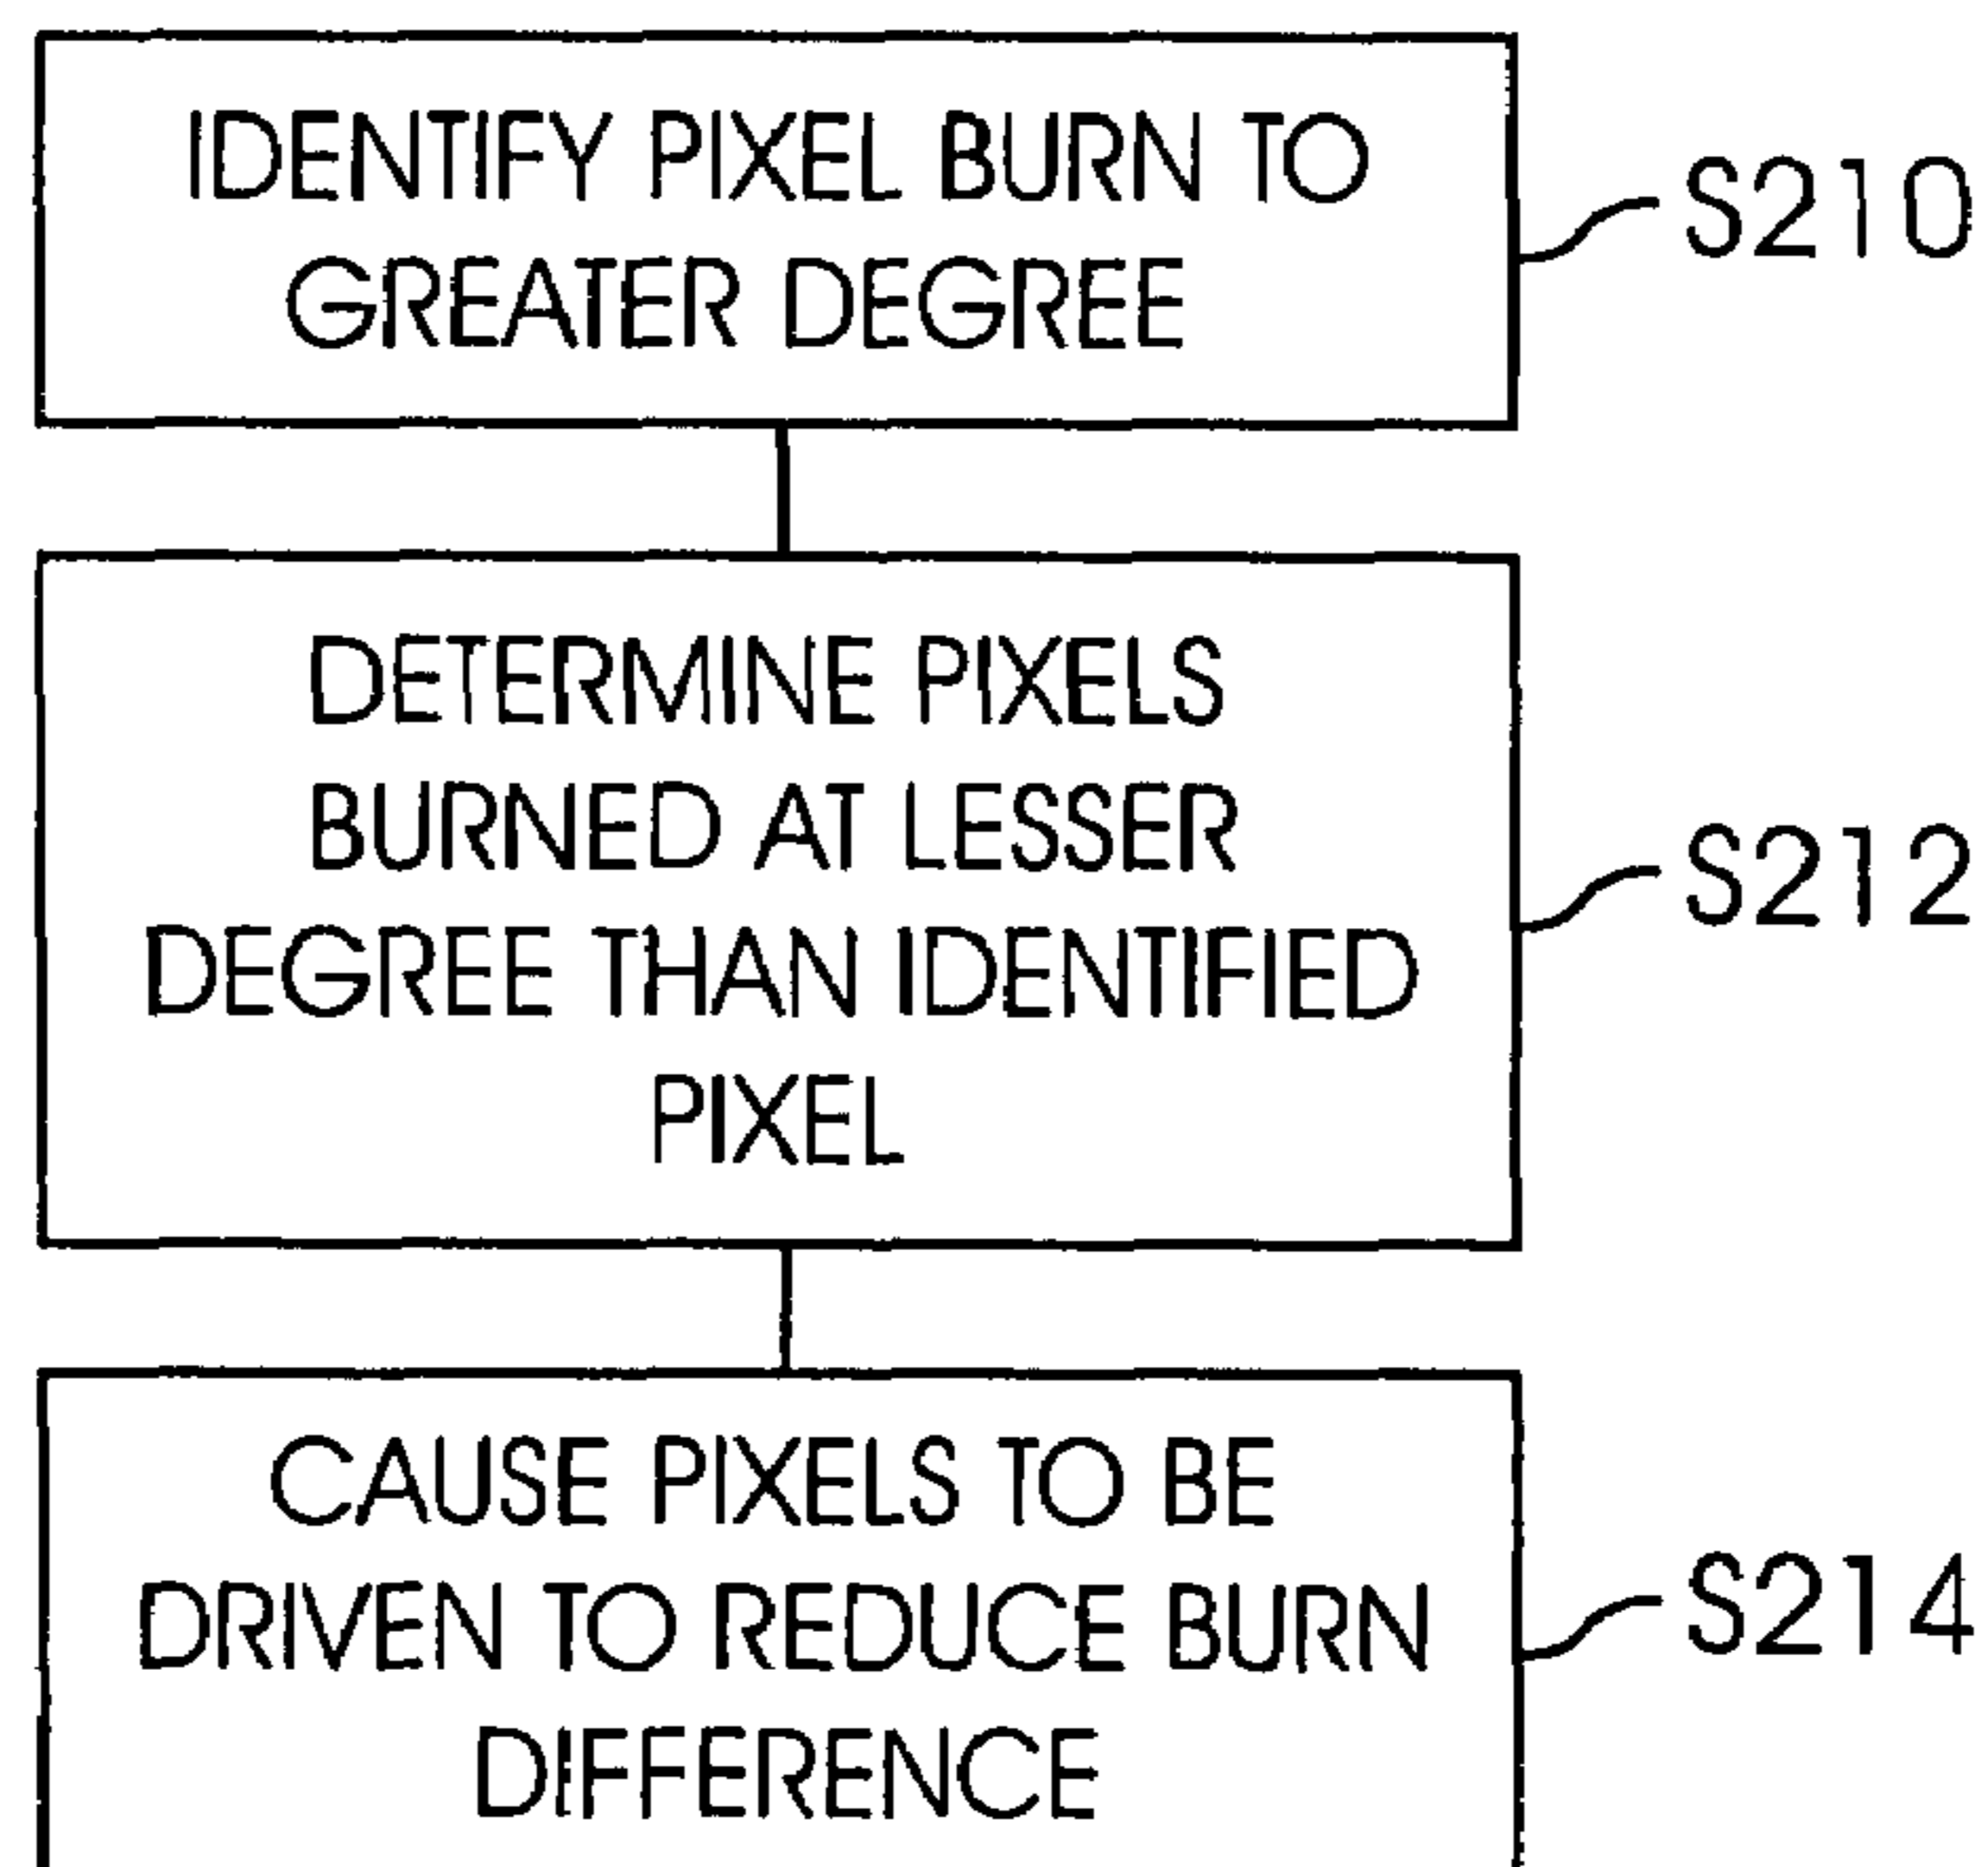 IDENTIFY PIXEL BURN TO
GREATER DEGREE
S210
DETERMINE PIXELS
BURNED AT LESSER
DEGREE THAN IDENTIFIED
PIXEL
S212
CAUSE PIXELS TO BE
DRIVEN TO REDUCE BURN
DIFFERENCE
S214